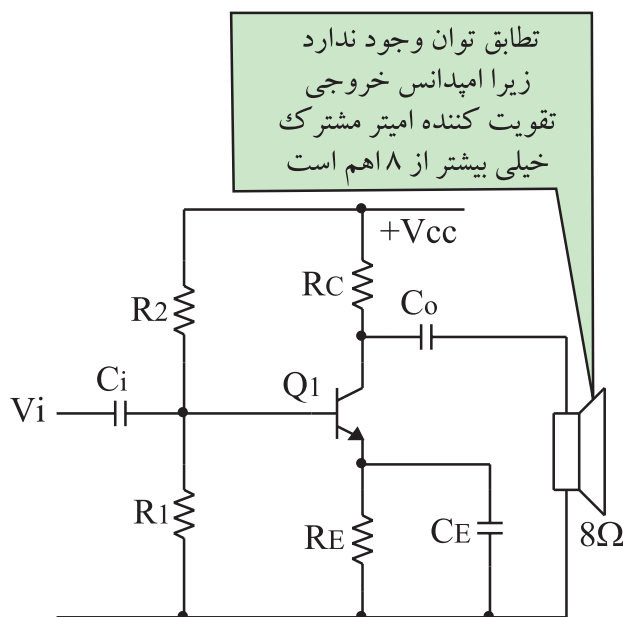 تطابق توان وجود ندارد
زیرا امپدانس خروجی
تقویت کننده امیتر مشترک
خیلی بیشتر از ۸ اهم است
+Vcc
RC
R2
Co
Ci
Q1
Vi
R1
RE
CE
8Ω